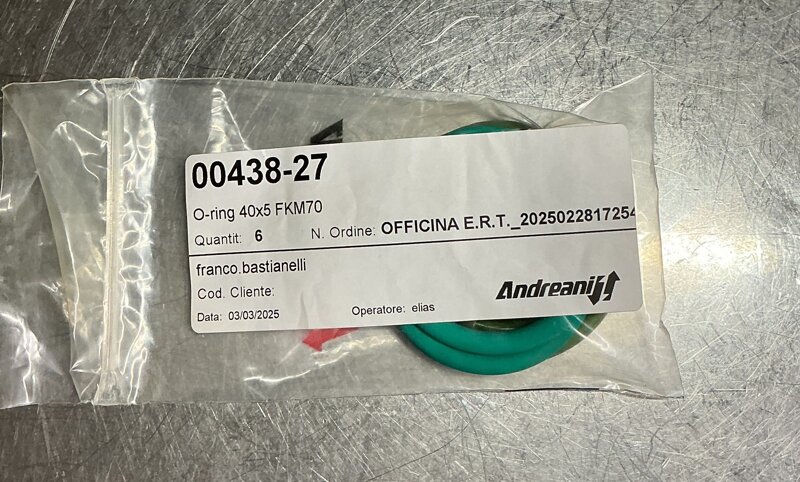 00438-27
O-ring 40x5 FKM70
Quantit: 6 N. Ordine: OFFICINA E.R.T._2025022817254
franco.bastianelli
Cod. Cliente:
Andreani
Data: 03/03/2025 Operatore: elias